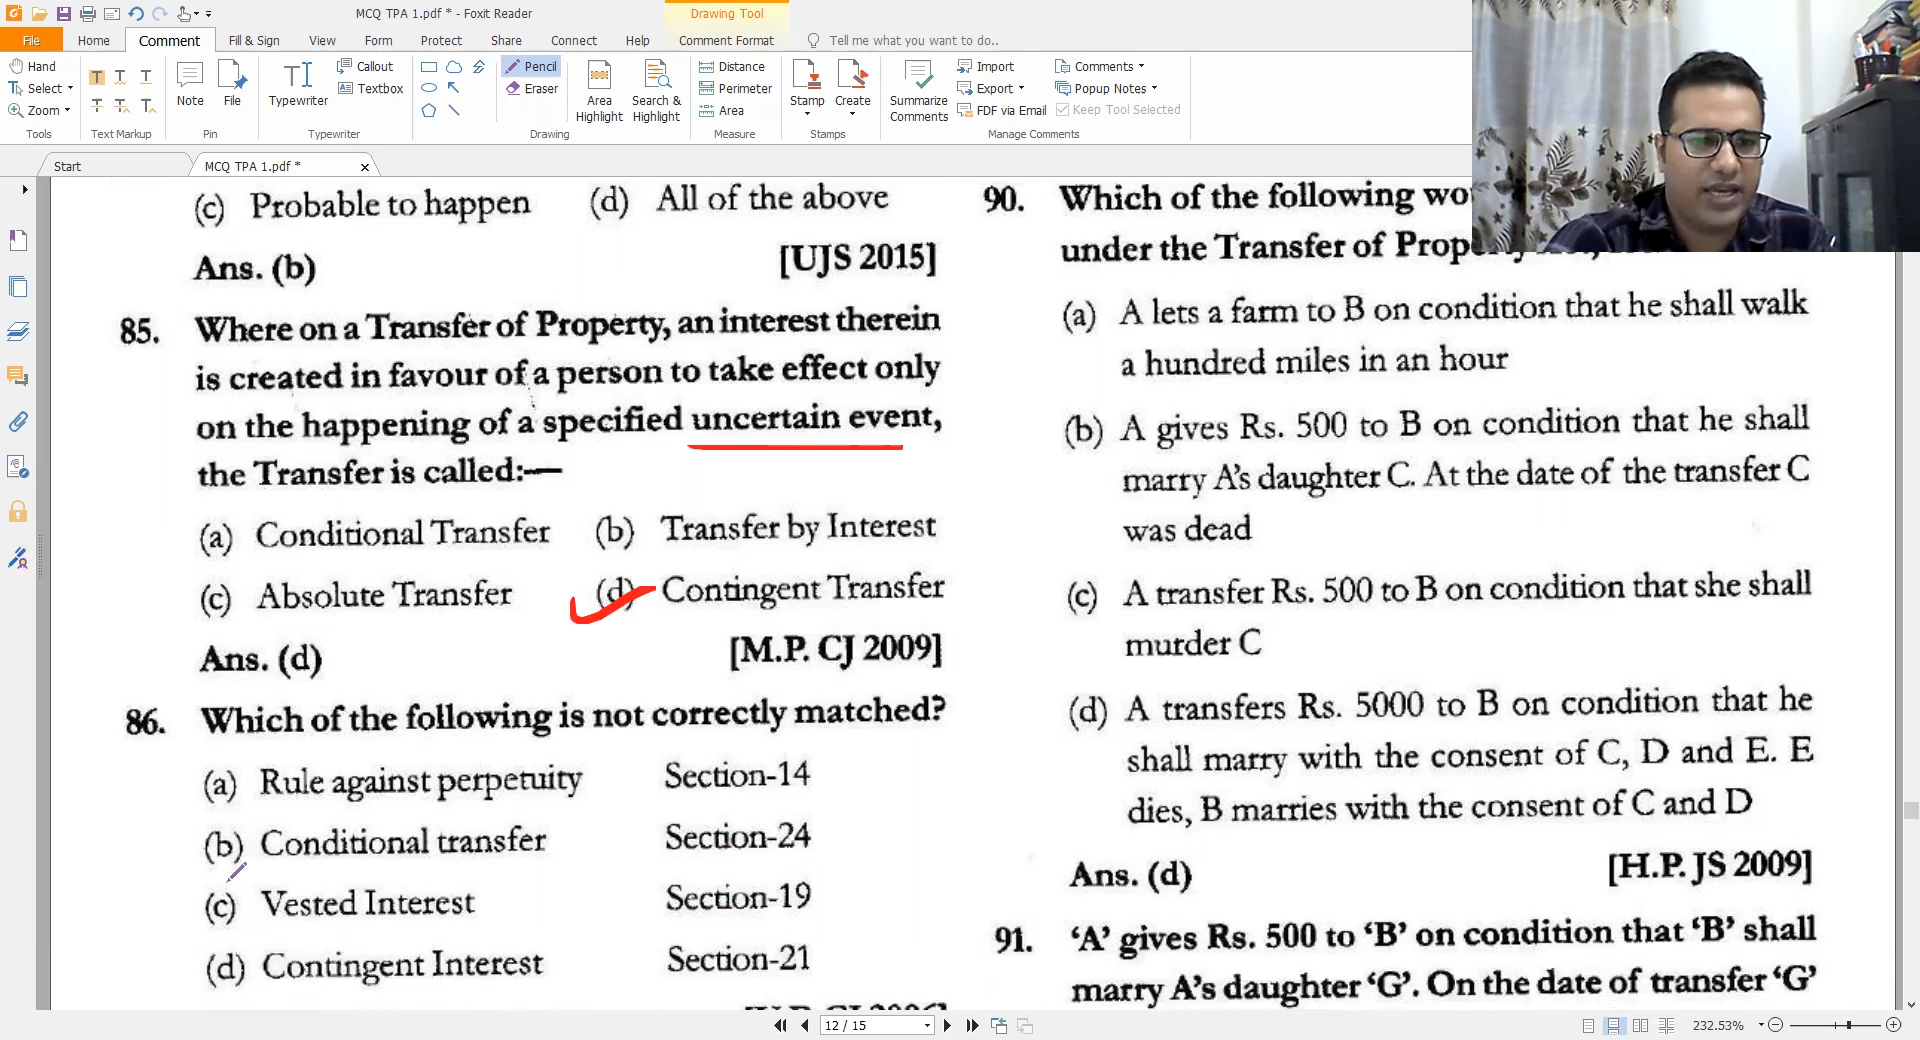 MCQ TPA 1.pdf * - Foxit Reader
Drawing Tool
File Home Comment Fill & Sign View Form Protect Share Connect Help Comment Format Tell me what you want to do..
Hand
Select
Zoom
Tools
Text Markup
Note File
Pin
Typewriter
Callout
Textbox
Typewriter
Pencil
Eraser
Area Highlight
Search & Highlight
Drawing
Distance
Perimeter
Area
Measure
Stamp Create
Stamps
Summarize Comments
Import
Export
FDF via Email
Comments
Popup Notes
Keep Tool Selected
Manage Comments
Start
MCQ TPA 1.pdf *
(c) Probable to happen (d) All of the above
Ans. (b) [UJS 2015]
85. Where on a Transfer of Property, an interest therein
is created in favour of a person to take effect only
on the happening of a specified uncertain event,
the Transfer is called:—
(a) Conditional Transfer (b) Transfer by Interest
(c) Absolute Transfer (d) Contingent Transfer
Ans. (d) [M.P. CJ 2009]
86. Which of the following is not correctly matched?
(a) Rule against perpetuity Section-14
(b) Conditional transfer Section-24
(c) Vested Interest Section-19
(d) Contingent Interest Section-21
90. Which of the following
under the Transfer of
(a) A lets a farm to B on condition that he shall walk
a hundred miles in an hour
(b) A gives Rs. 500 to B on condition that he shall
marry A's daughter C. At the date of the transfer C
was dead
(c) A transfer Rs. 500 to B on condition that she shall
murder C
(d) A transfers Rs. 5000 to B on condition that he
shall marry with the consent of C, D and E. E
dies, B marries with the consent of C and D
Ans. (d) [H.P. JS 2009]
91. 'A' gives Rs. 500 to 'B' on condition that 'B' shall
marry A's daughter 'G'. On the date of transfer 'G'
12 / 15
232.53%